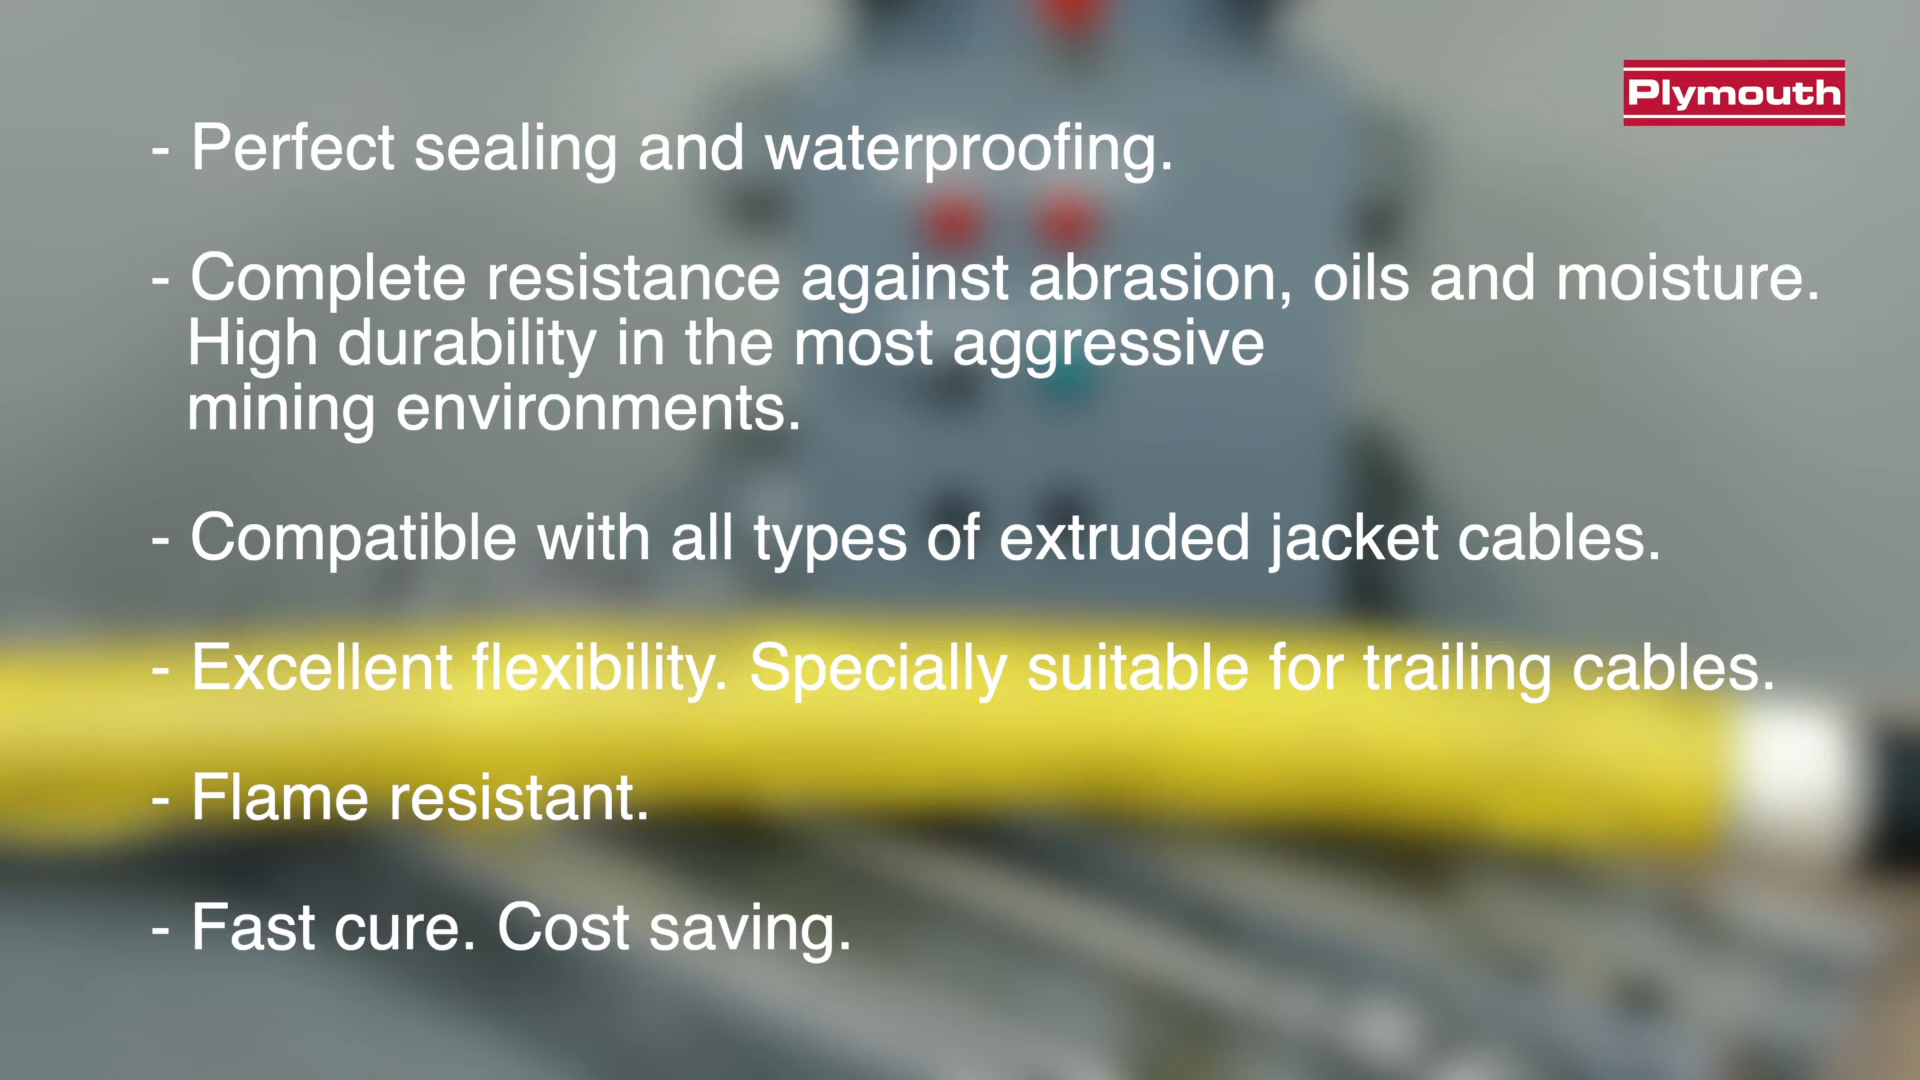 Plymouth
- Perfect sealing and waterproofing.
- Complete resistance against abrasion, oils and moisture.
High durability in the most aggressive
mining environments.
- Compatible with all types of extruded jacket cables.
- Excellent flexibility. Specially suitable for trailing cables.
- Flame resistant.
- Fast cure. Cost saving.